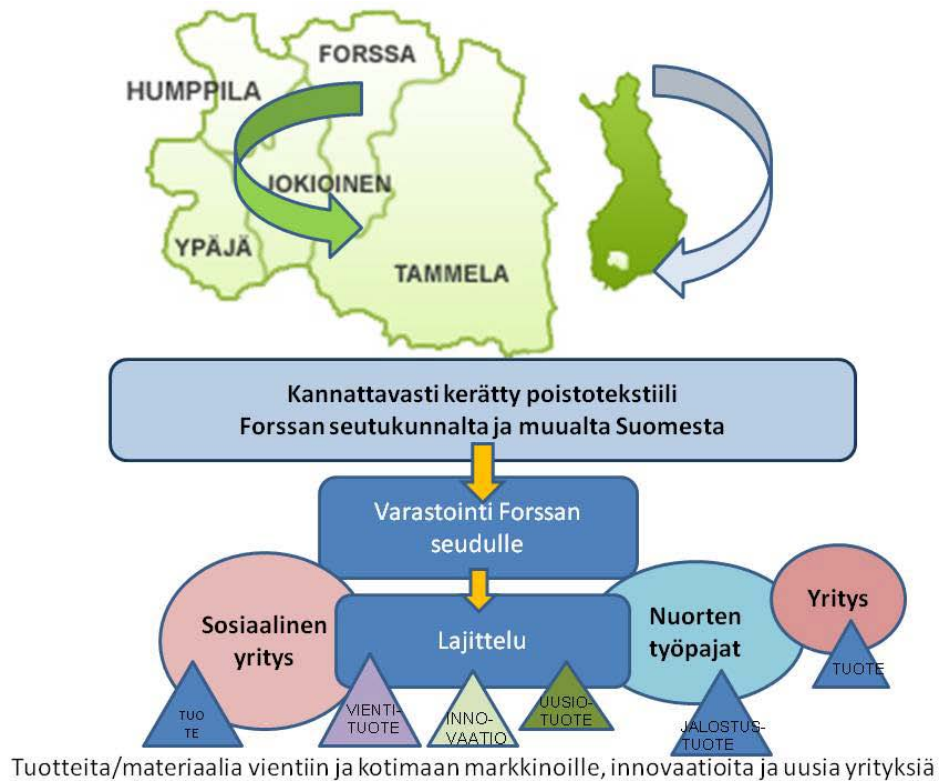 FORSSA
HUMPPILA
JOKIOINEN
YPÄJÄ
TAMMELA
Kannattavasti kerätty poistotekstiili
Forssan seutukunnalta ja muualta Suomesta
Varastointi Forssan
seudulle
Sosiaalinen
yritys
Lajittelu
Nuorten
työpajat
Yritys
TUO
TE
VIENTI-
TUOTE
INNO-
VAATIO
UUSIO-
TUOTE
JALOSTUS-
TUOTE
TUOTE
Tuotteita/materiaalia vientiin ja kotimaan markkinoille, innovaatioita ja uusia yrityksiä